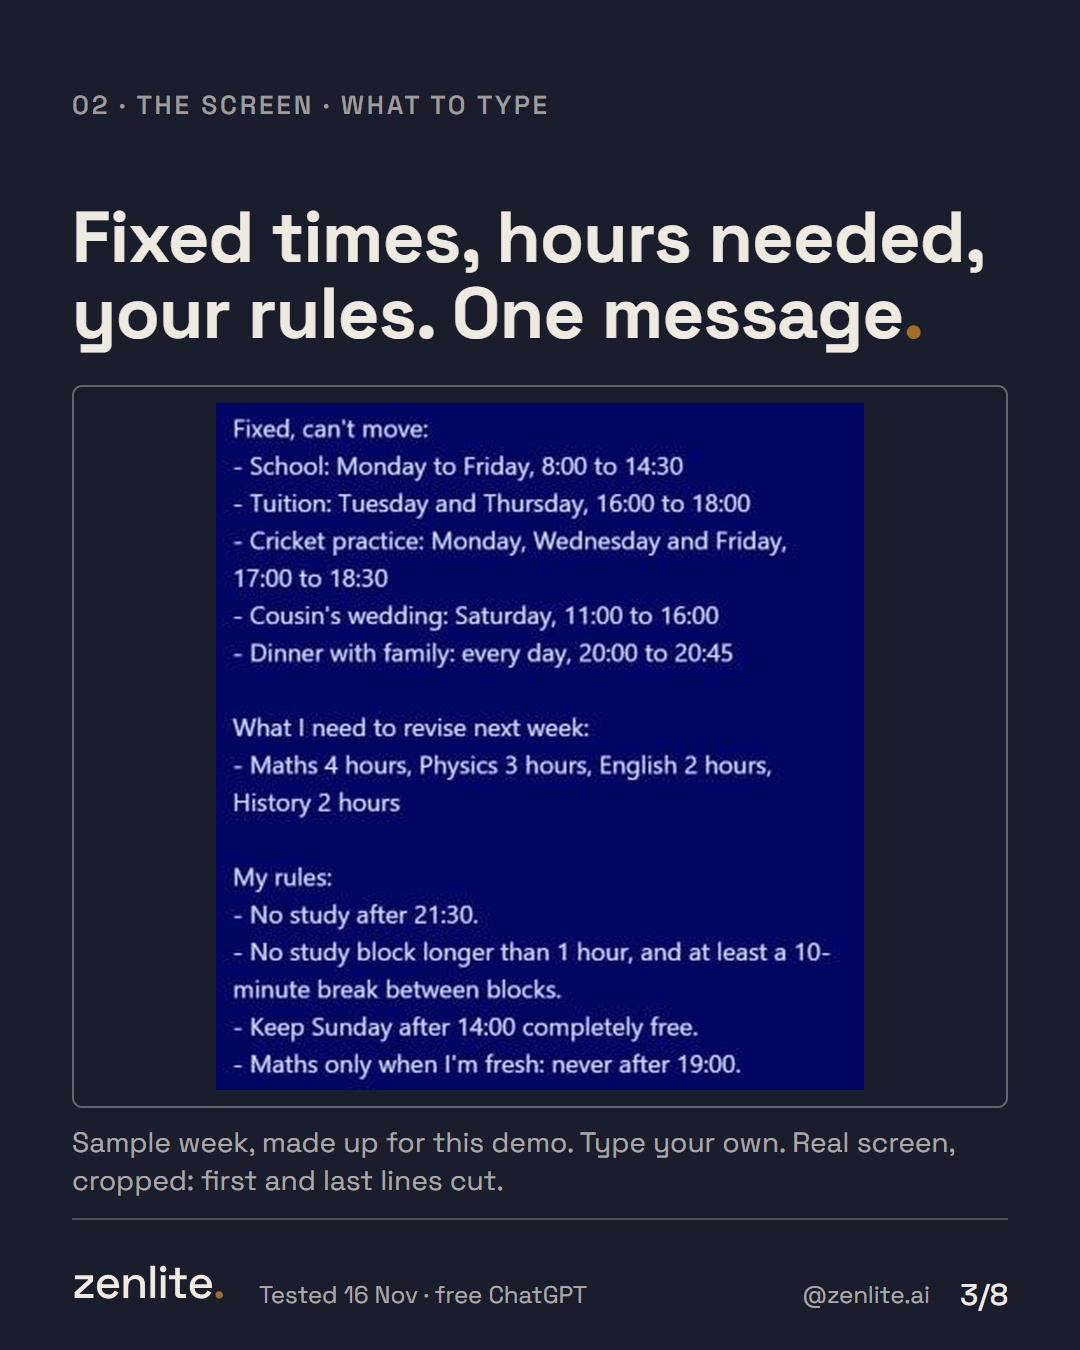 02 · THE SCREEN · WHAT TO TYPE
Fixed times, hours needed,
your rules. One message.
Fixed, can't move:
- School: Monday to Friday, 8:00 to 14:30
- Tuition: Tuesday and Thursday, 16:00 to 18:00
- Cricket practice: Monday, Wednesday and Friday,
17:00 to 18:30
- Cousin's wedding: Saturday, 11:00 to 16:00
- Dinner with family: every day, 20:00 to 20:45
What I need to revise next week:
- Maths 4 hours, Physics 3 hours, English 2 hours,
History 2 hours
My rules:
- No study after 21:30.
- No study block longer than 1 hour, and at least a 10-
minute break between blocks.
- Keep Sunday after 14:00 completely free.
- Maths only when I'm fresh: never after 19:00.
Sample week, made up for this demo. Type your own. Real screen,
cropped: first and last lines cut.
zenlite. Tested 16 Nov · free ChatGPT @zenlite.ai 3/8